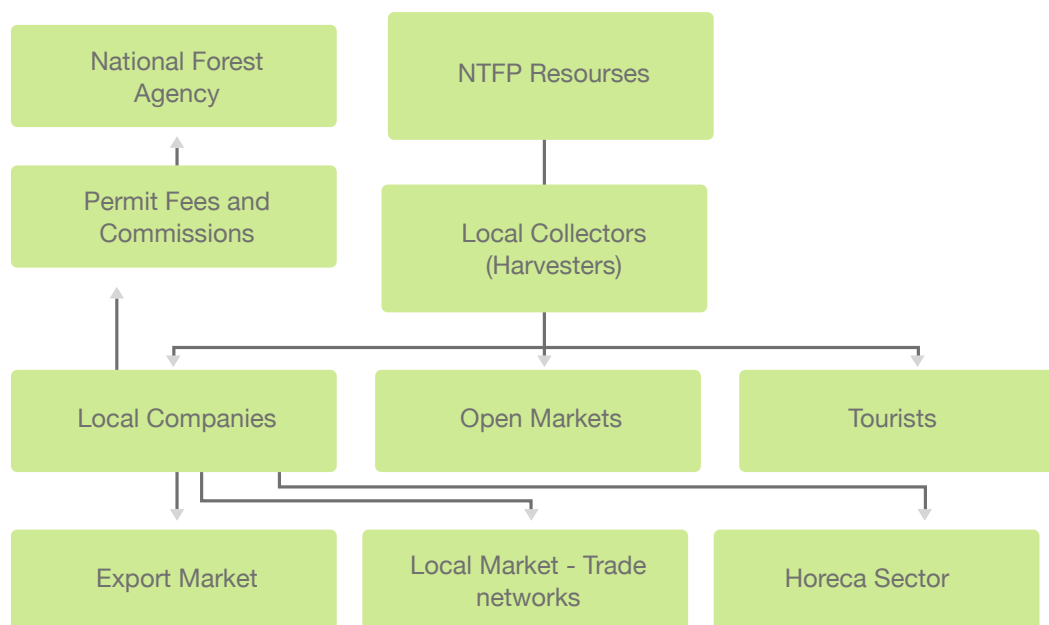 National Forest
Agency
NTFP Resourses
Permit Fees and
Commissions
Local Collectors
(Harvesters)
Local Companies
Open Markets
Tourists
Export Market
Local Market - Trade
networks
Horeca Sector